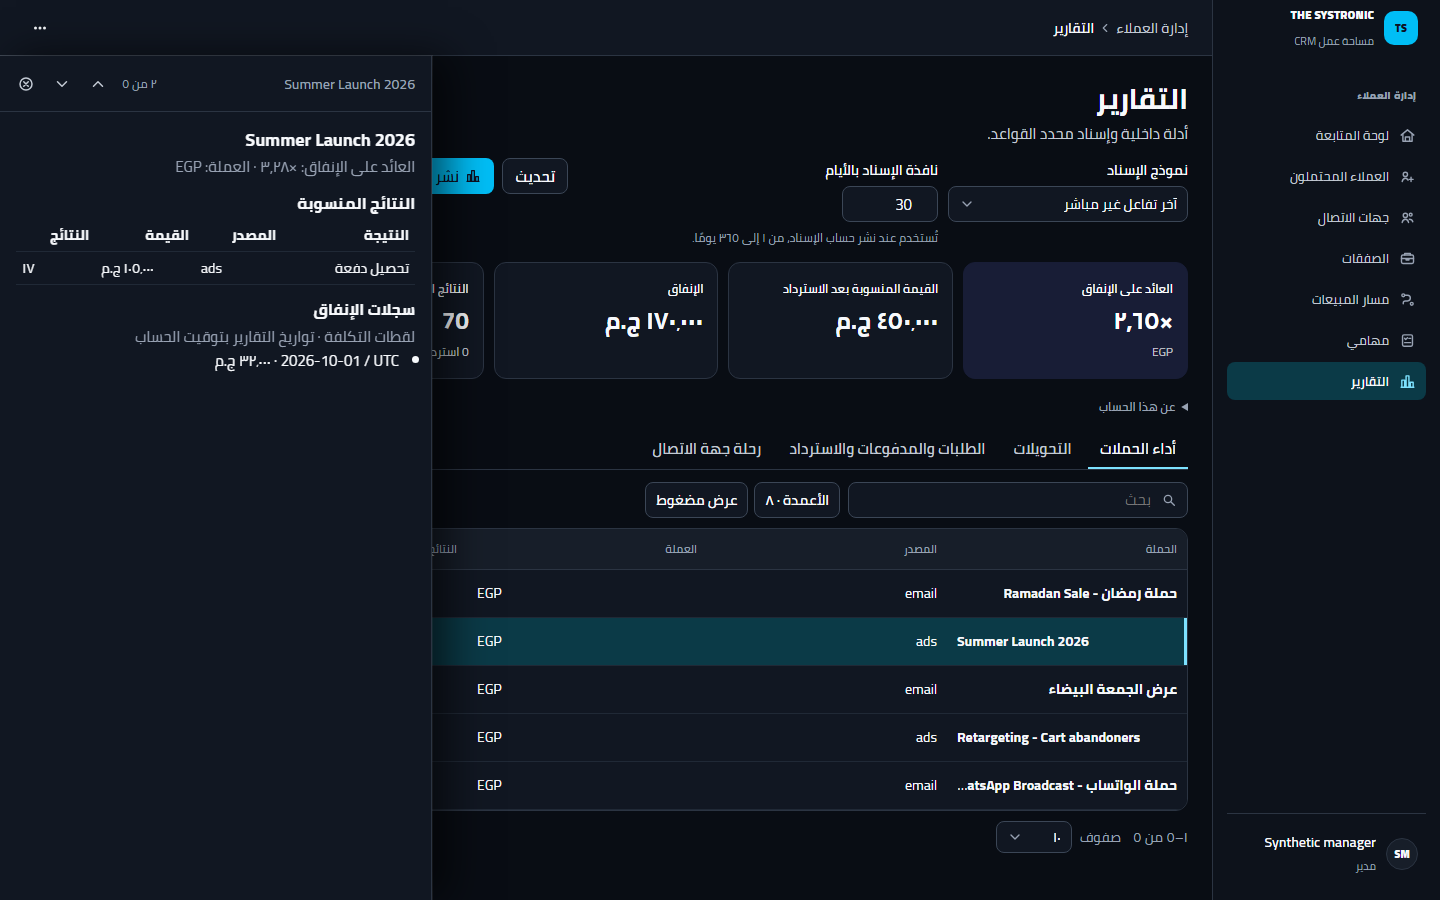 THE SYSTRONIC
TS
مساحة عمل CRM
إدارة العملاء
لوحة المتابعة
العملاء المحتملون
جهات الاتصال
الصفقات
مسار المبيعات
مهامي
التقارير
Synthetic manager
SM
مدير
إدارة العملاء
التقارير
التقارير
أدلة داخلية وإسناد محدد القواعد.
نموذج الإسناد
آخر تفاعل غير مباشر
نافذة الإسناد بالأيام
30
تُستخدم عند نشر حساب الإسناد، من ١ إلى ٣٦٥ يومًا.
تحديث
نشر
العائد على الإنفاق
×٢,٦٥
EGP
القيمة المنسوبة بعد الاسترداد
٤٥٠,٠٠٠ ج.م
الإنفاق
١٧٠,٠٠٠ ج.م
النتائج
70
0
عن هذا الحساب
أداء الحملات
التحويلات
الطلبات والمدفوعات والاسترداد
رحلة جهة الاتصال
بحث
الأعمدة · ٨
عرض مضغوط
الحملة المصدر العملة
حملة رمضان - Ramadan Sale email EGP
Summer Launch 2026 ads EGP
عرض الجمعة البيضاء email EGP
Retargeting - Cart abandoners ads EGP
حملة الواتساب - atsApp Broadcast... email EGP
١–٥ من 5
صفوف
١٠
Summer Launch 2026
٢ من 5
Summer Launch 2026
العائد على الإنفاق: ×٣,٢٨ · العملة: EGP
النتائج المنسوبة
النتيجة المصدر القيمة النتائج
تحصيل دفعة ads ١٠٥,٠٠٠ ج.م ١٧
سجلات الإنفاق
لقطات التكلفة · تواريخ التقارير بتوقيت الحساب
2026-10-01 / UTC · ٣٢,٠٠٠ ج.م